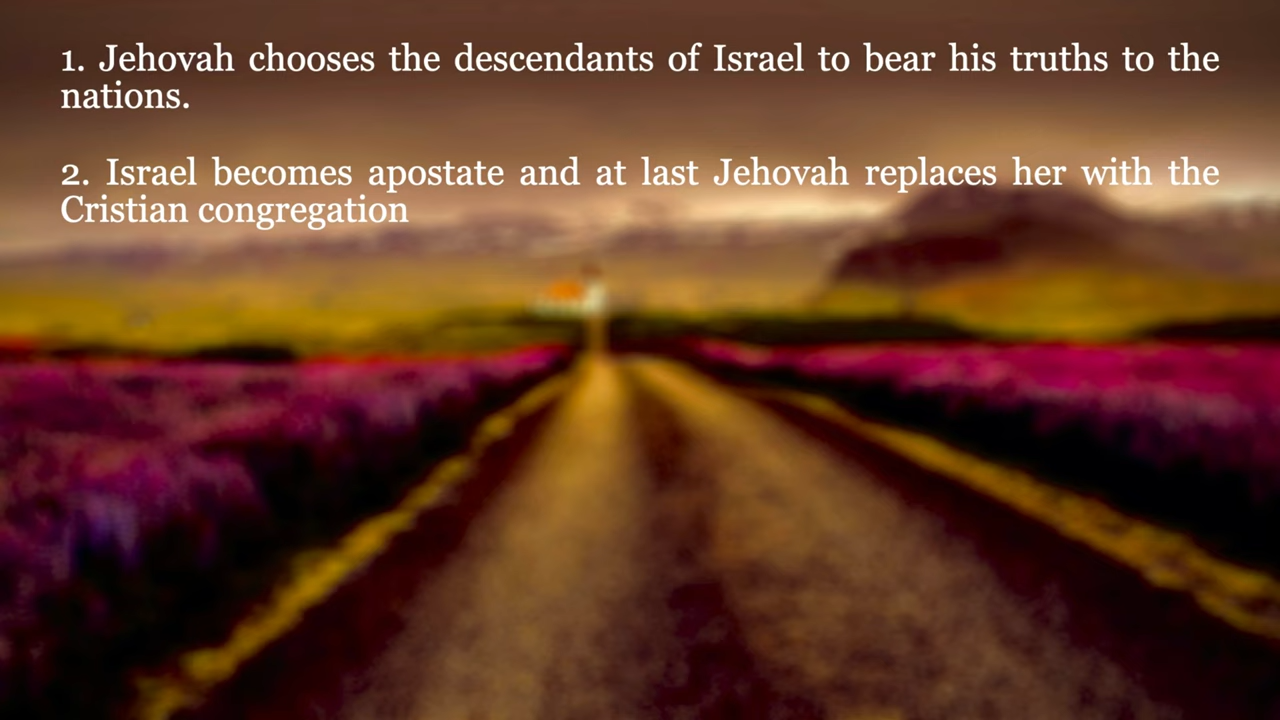 1. Jehovah chooses the descendants of Israel to bear his truths to the
nations.
2. Israel becomes apostate and at last Jehovah replaces her with the
Cristian congregation